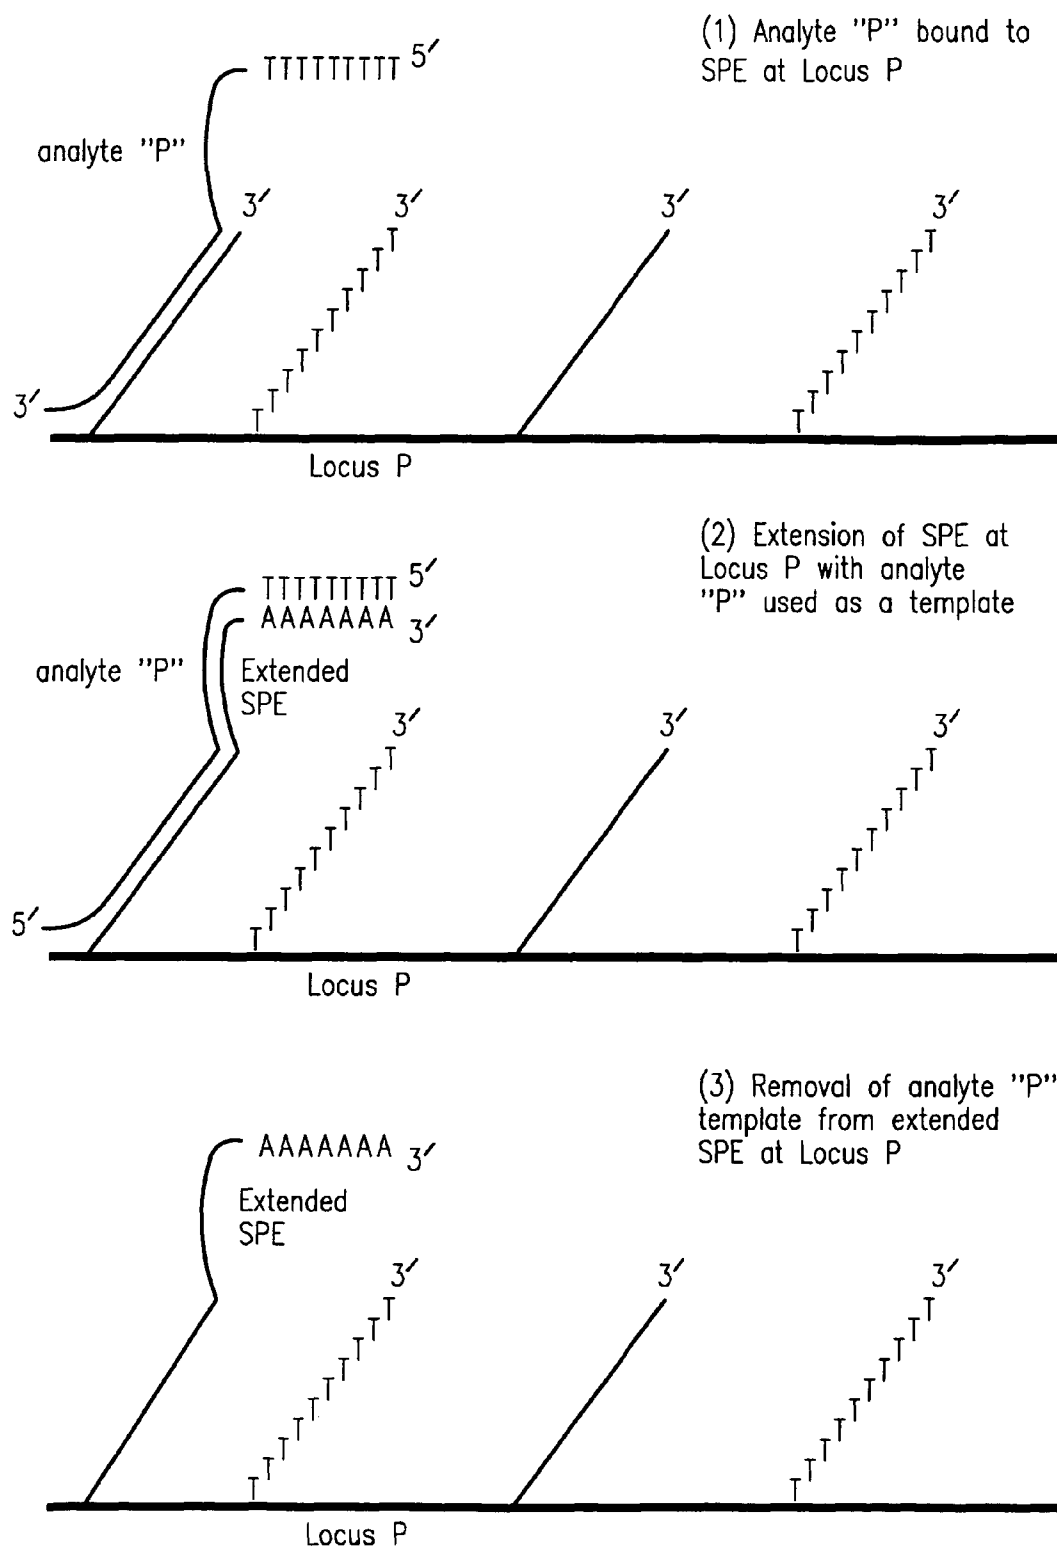 (1) Analyte "P" bound to
SPE at Locus P
TTTTTTTTT 5′
analyte "P"
3′
3′
3′
3′
TTTTTTTTTT
TTTTTTTTTT
3′
Locus P
(2) Extension of SPE at
Locus P with analyte
"P" used as a template
TTTTTTTTT 5′
AAAAAAA 3′
analyte "P"
Extended
SPE
3′
3′
3′
TTTTTTTTTT
TTTTTTTTTT
5′
Locus P
(3) Removal of analyte "P"
template from extended
SPE at Locus P
AAAAAAA 3′
Extended
SPE
3′
3′
3′
TTTTTTTTTT
TTTTTTTTTT
Locus P